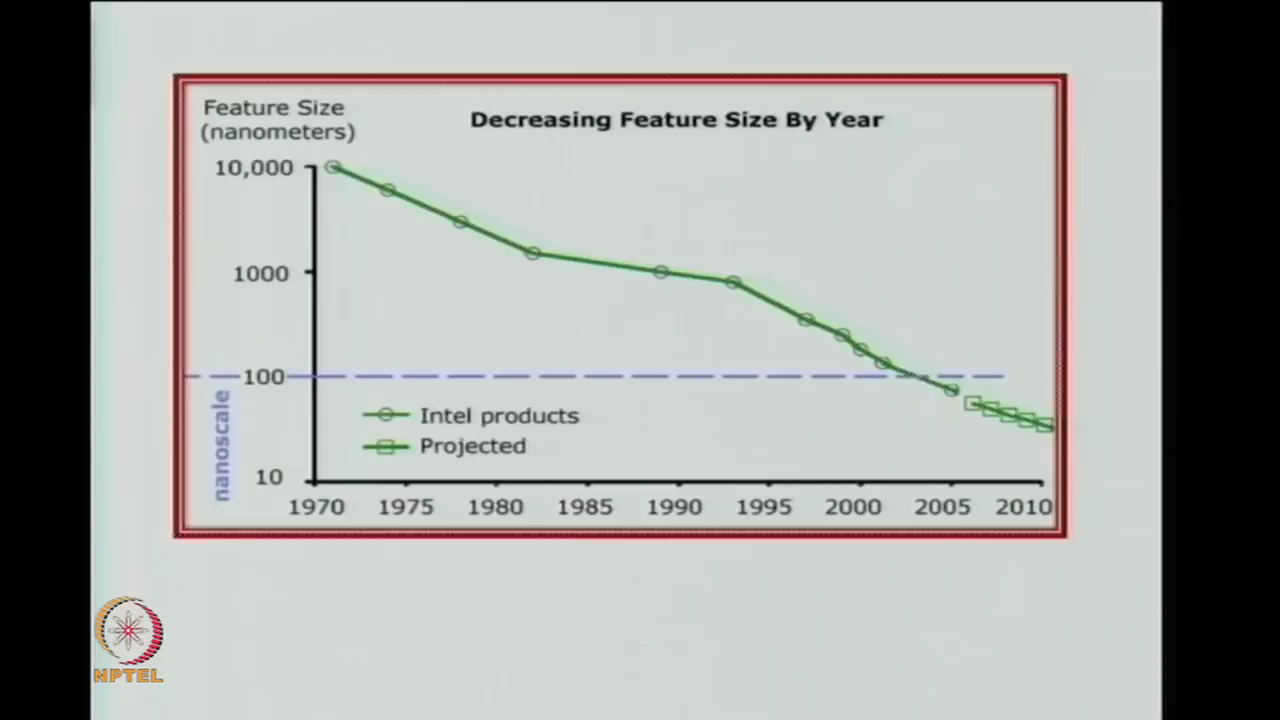 Feature Size
(nanometers)
Decreasing Feature Size By Year
10,000
1000
100
10
nanoscale
Intel products
Projected
1970 1975 1980 1985 1990 1995 2000 2005 2010
NPTEL